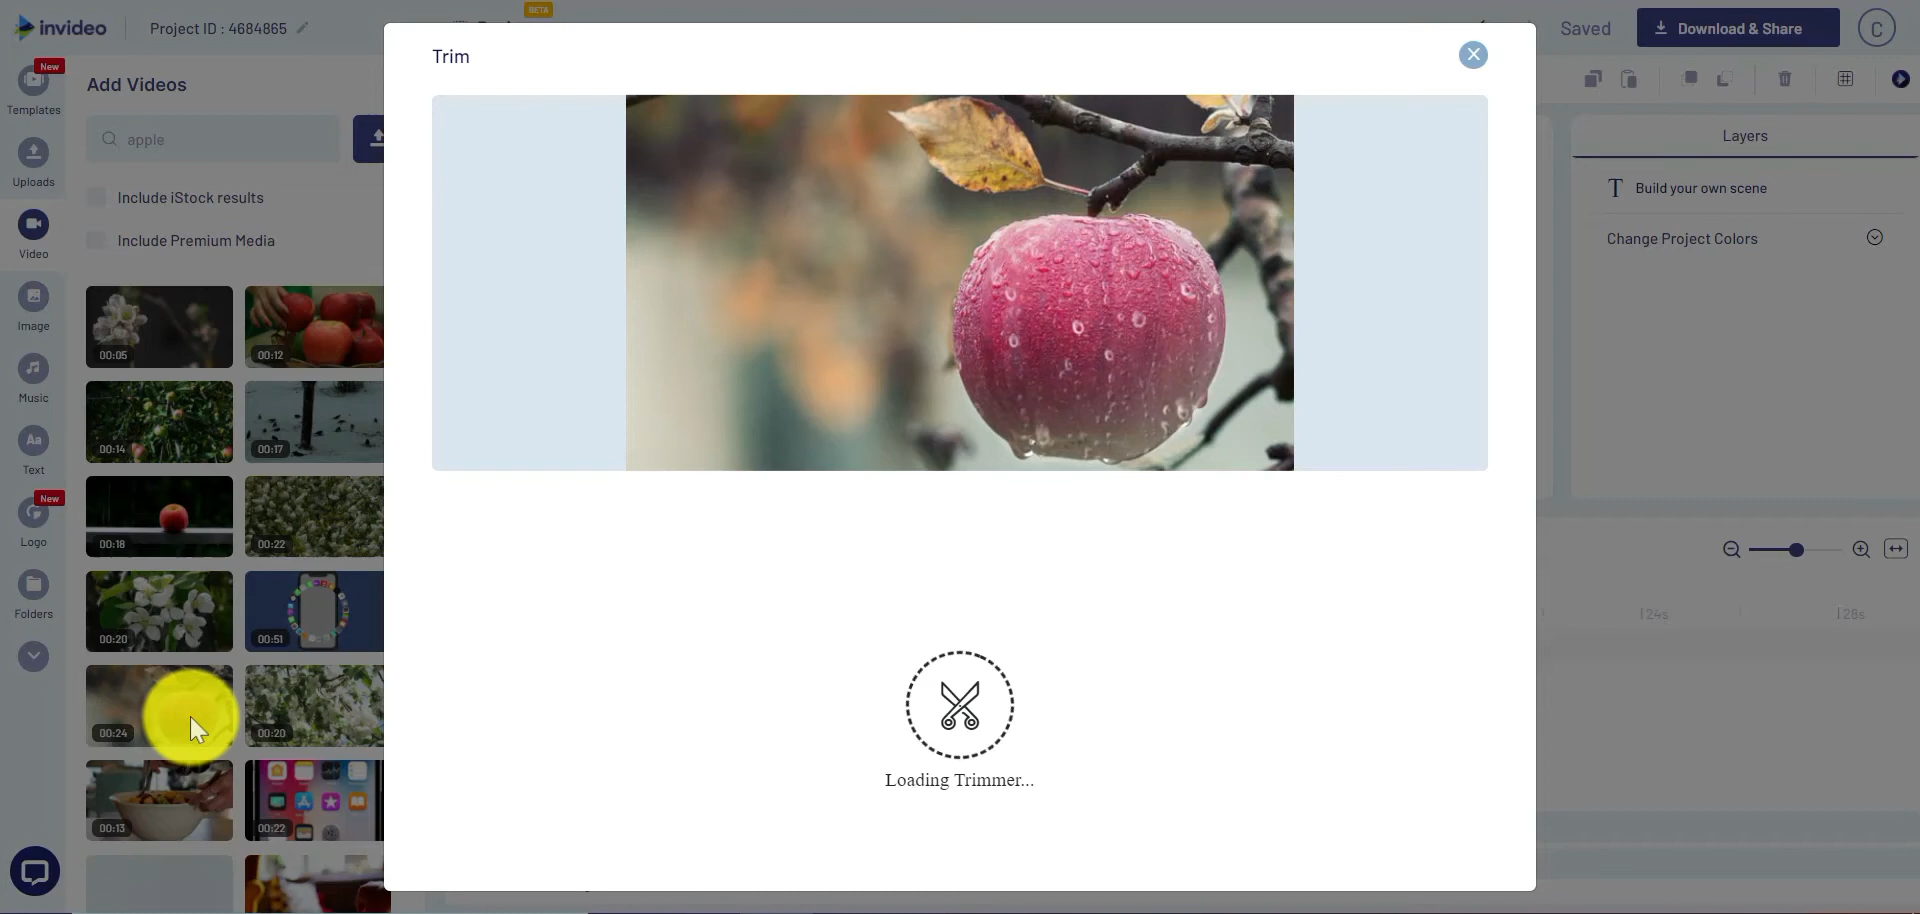 invideo
Project ID : 4684865
BETA
Saved
Download & Share
C
New
Templates
Uploads
Video
Image
Music
Aa
Text
New
Logo
Folders
Add Videos
apple
Include iStock results
Include Premium Media
00:05
00:12
00:14
00:17
00:18
00:22
00:20
00:51
00:24
00:20
00:13
00:22
Trim
Loading Trimmer...
Layers
T Build your own scene
Change Project Colors
24s
28s